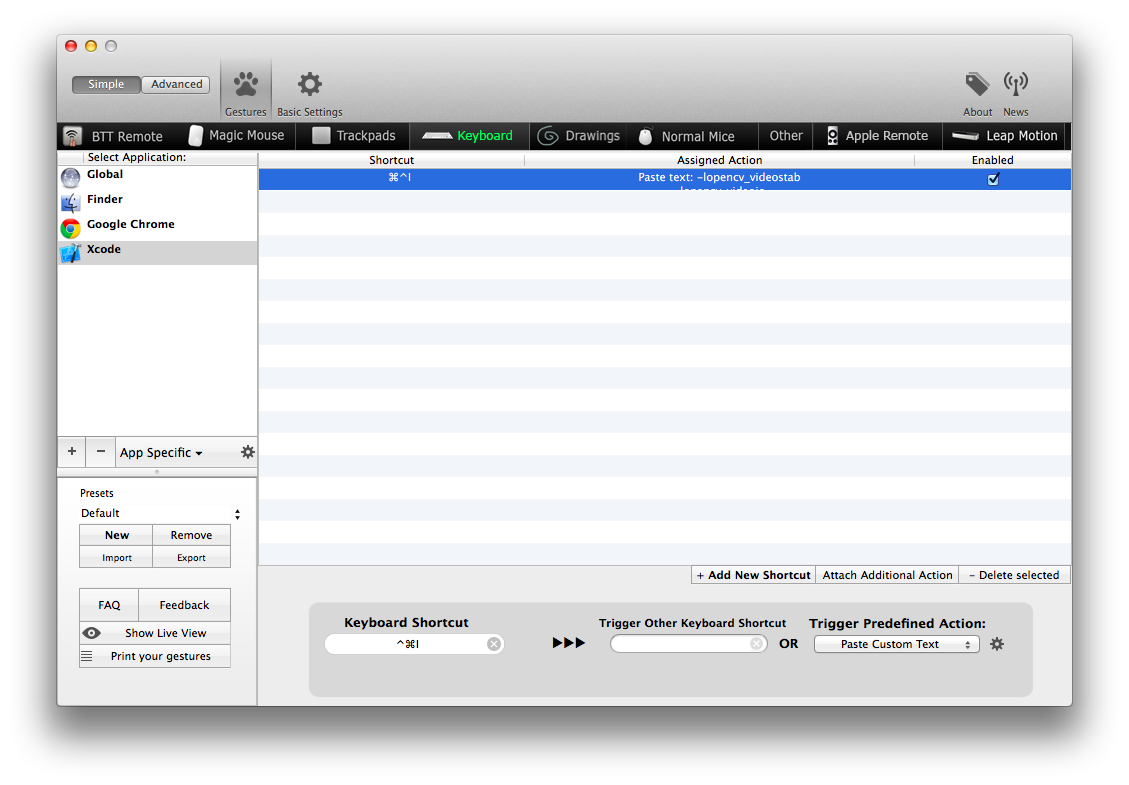 Simple Advanced
Gestures Basic Settings About News
BTT Remote Magic Mouse Trackpads Keyboard Drawings Normal Mice Other Apple Remote Leap Motion
Select Application: Shortcut Assigned Action Enabled
Global
⌘^I Paste text: -lopencv_videostab
Finder
Google Chrome
Xcode
+ − App Specific
Presets
Default
New Remove
Import Export
+ Add New Shortcut Attach Additional Action − Delete selected
FAQ Feedback
Show Live View
Print your gestures
Keyboard Shortcut Trigger Other Keyboard Shortcut Trigger Predefined Action:
^⌘I OR Paste Custom Text